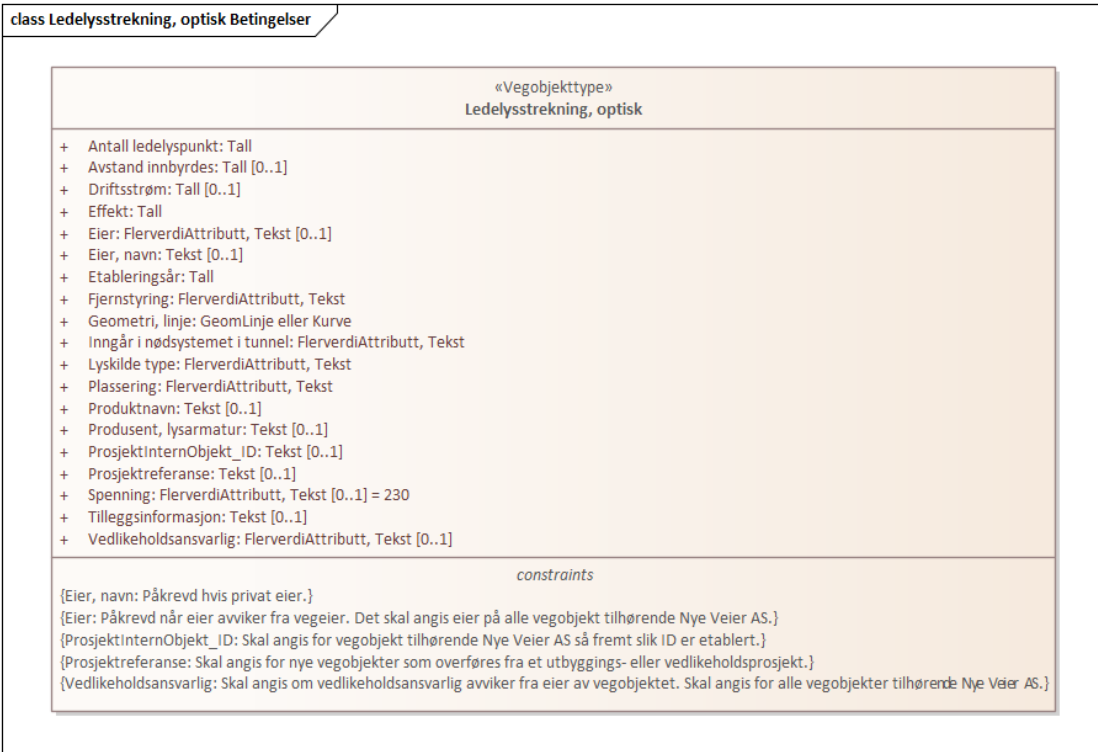 class Ledelysstrekning, optisk Betingelser
«Vegobjekttype»
Ledelysstrekning, optisk
+ Antall ledelyspunkt: Tall
+ Avstand innbyrdes: Tall [0..1]
+ Driftsstrøm: Tall [0..1]
+ Effekt: Tall
+ Eier: FlerverdiAttributt, Tekst [0..1]
+ Eier, navn: Tekst [0..1]
+ Etableringsår: Tall
+ Fjernstyring: FlerverdiAttributt, Tekst
+ Geometri, linje: GeomLinje eller Kurve
+ Inngår i nødsystemet i tunnel: FlerverdiAttributt, Tekst
+ Lyskilde type: FlerverdiAttributt, Tekst
+ Plassering: FlerverdiAttributt, Tekst
+ Produktnavn: Tekst [0..1]
+ Produsent, lysarmatur: Tekst [0..1]
+ ProsjektInternObjekt_ID: Tekst [0..1]
+ Prosjektreferanse: Tekst [0..1]
+ Spenning: FlerverdiAttributt, Tekst [0..1] = 230
+ Tilleggsinformasjon: Tekst [0..1]
+ Vedlikeholdsansvarlig: FlerverdiAttributt, Tekst [0..1]
constraints
{Eier, navn: Påkrevd hvis privat eier.}
{Eier: Påkrevd når eier avviker fra vegeier. Det skal angis eier på alle vegobjekt tilhørende Nye Veier AS.}
{ProsjektInternObjekt_ID: Skal angis for vegobjekt tilhørende Nye Veier AS så fremt slik ID er etablert.}
{Prosjektreferanse: Skal angis for nye vegobjekter som overføres fra et utbyggings- eller vedlikeholdsprosjekt.}
{Vedlikeholdsansvarlig: Skal angis om vedlikeholdsansvarlig avviker fra eier av vegobjektet. Skal angis for alle vegobjekter tilhørende Nye Veier AS.}